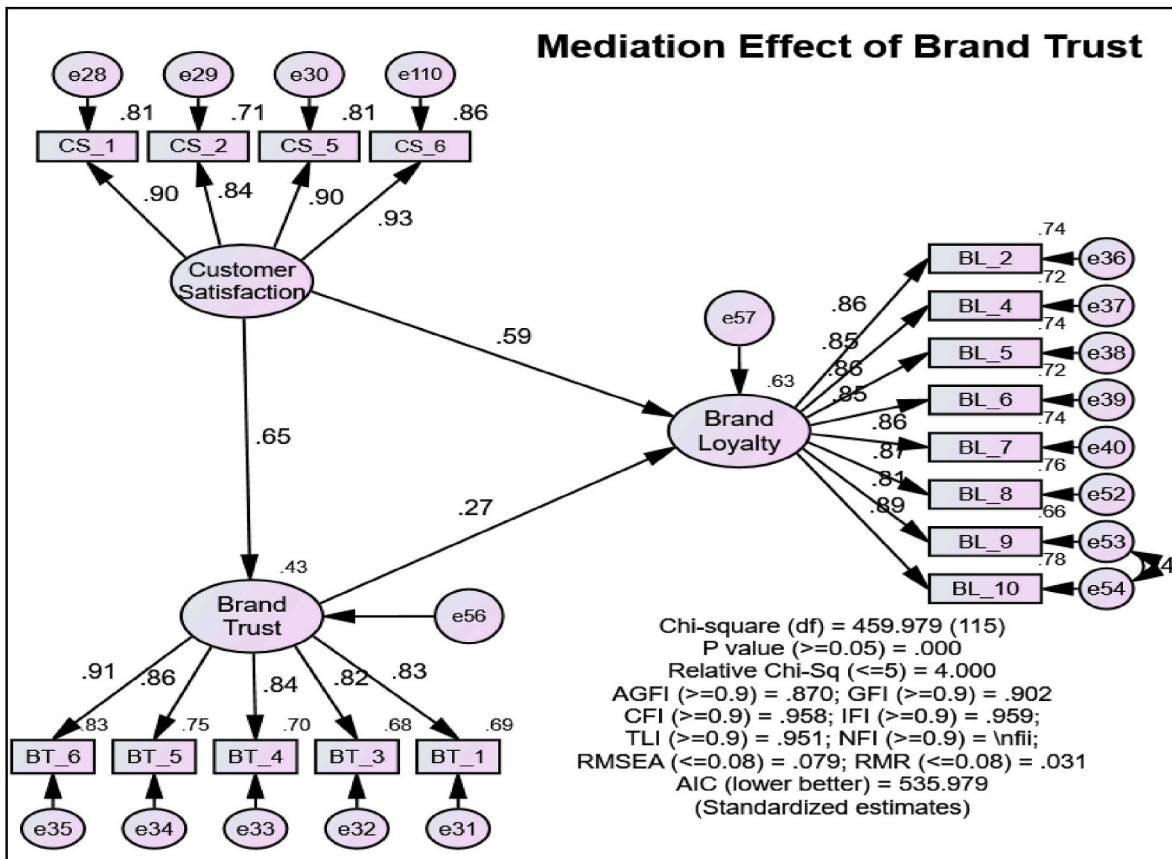 Mediation Effect of Brand Trust
e28 e29 e30 e110
.81 .71 .81 .86
CS_1 CS_2 CS_5 CS_6
.90 .84 .90 .93
Customer
Satisfaction
.59
.65
e57
.63
Brand
Loyalty
.86
.85
.86
.85
.86
.87
.81
.89
.74
BL_2 e36
.72
BL_4 e37
.74
BL_5 e38
.72
BL_6 e39
.74
BL_7 e40
.76
BL_8 e52
.66
BL_9 e53
.78
BL_10 e54
.27
.43
Brand
Trust
e56
.91 .86 .84 .82 .83
.83 .75 .70 .68 .69
BT_6 BT_5 BT_4 BT_3 BT_1
e35 e34 e33 e32 e31
Chi-square (df) = 459.979 (115)
P value (>=0.05) = .000
Relative Chi-Sq (<=5) = 4.000
AGFI (>=0.9) = .870; GFI (>=0.9) = .902
CFI (>=0.9) = .958; IFI (>=0.9) = .959;
TLI (>=0.9) = .951; NFI (>=0.9) = \nfii;
RMSEA (<=0.08) = .079; RMR (<=0.08) = .031
AIC (lower better) = 535.979
(Standardized estimates)